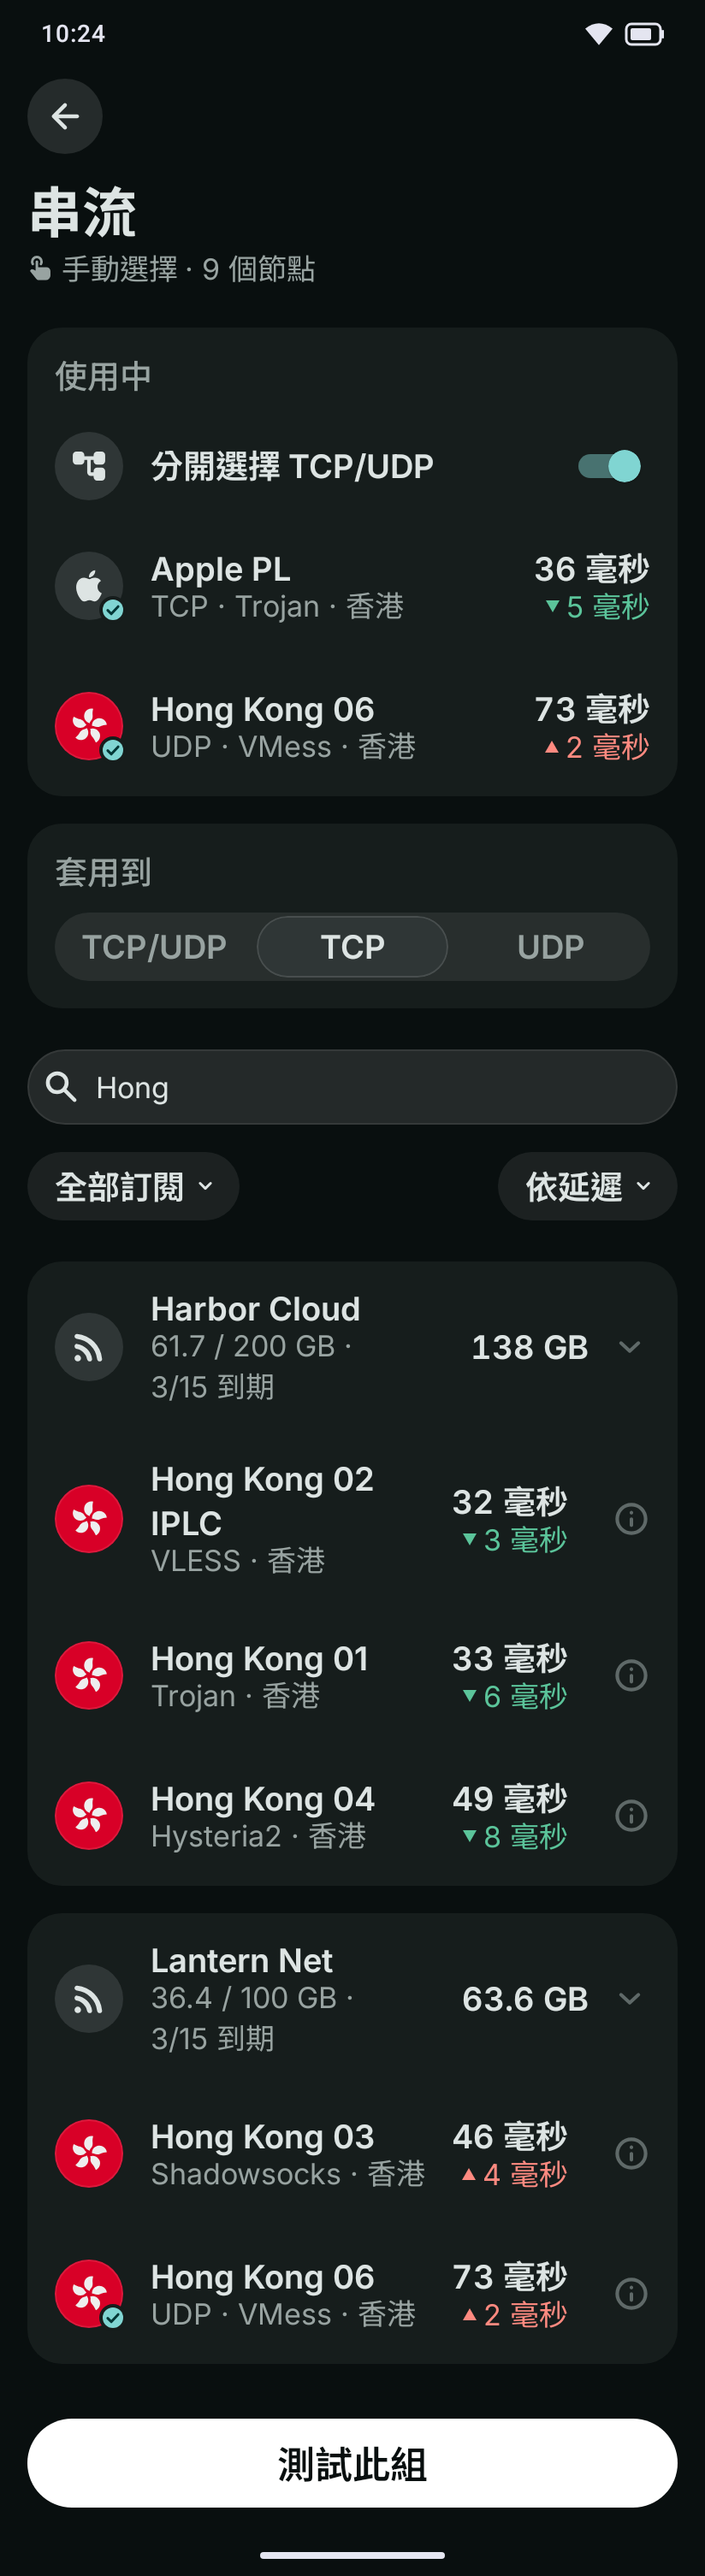 10:24
串流
手動選擇 · 9 個節點
使用中
分開選擇 TCP/UDP
Apple PL
36 毫秒
TCP · Trojan · 香港
▼5 毫秒
Hong Kong 06
73 毫秒
UDP · VMess · 香港
▲2 毫秒
套用到
TCP/UDP
TCP
UDP
Hong
全部訂閱
依延遲
Harbor Cloud
61.7 / 200 GB ·
3/15 到期
138 GB
Hong Kong 02
IPLC
VLESS · 香港
32 毫秒
▼3 毫秒
Hong Kong 01
33 毫秒
Trojan · 香港
▼6 毫秒
Hong Kong 04
49 毫秒
Hysteria2 · 香港
▼8 毫秒
Lantern Net
36.4 / 100 GB ·
3/15 到期
63.6 GB
Hong Kong 03
46 毫秒
Shadowsocks · 香港
▲4 毫秒
Hong Kong 06
73 毫秒
UDP · VMess · 香港
▲2 毫秒
測試此組